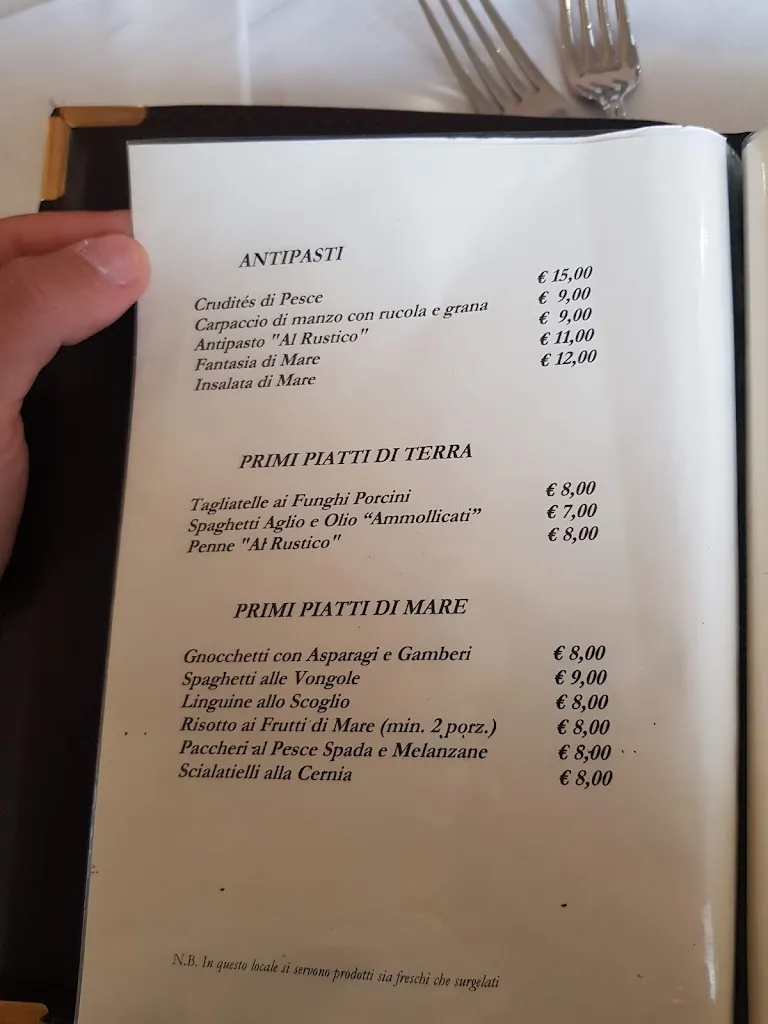 ANTIPASTI
Crudités di Pesce € 15,00
Carpaccio di manzo con rucola e grana € 9,00
Antipasto "Al Rustico" € 9,00
Fantasia di Mare € 11,00
Insalata di Mare € 12,00
PRIMI PIATTI DI TERRA
Tagliatelle ai Funghi Porcini € 8,00
Spaghetti Aglio e Olio “Ammollicati” € 7,00
Penne "Al Rustico" € 8,00
PRIMI PIATTI DI MARE
Gnocchetti con Asparagi e Gamberi € 8,00
Spaghetti alle Vongole € 9,00
Linguine allo Scoglio € 8,00
Risotto ai Frutti di Mare (min. 2 porz.) € 8,00
Paccheri al Pesce Spada e Melanzane € 8,00
Scialatielli alla Cernia € 8,00
N.B. In questo locale si servono prodotti sia freschi che surgelati